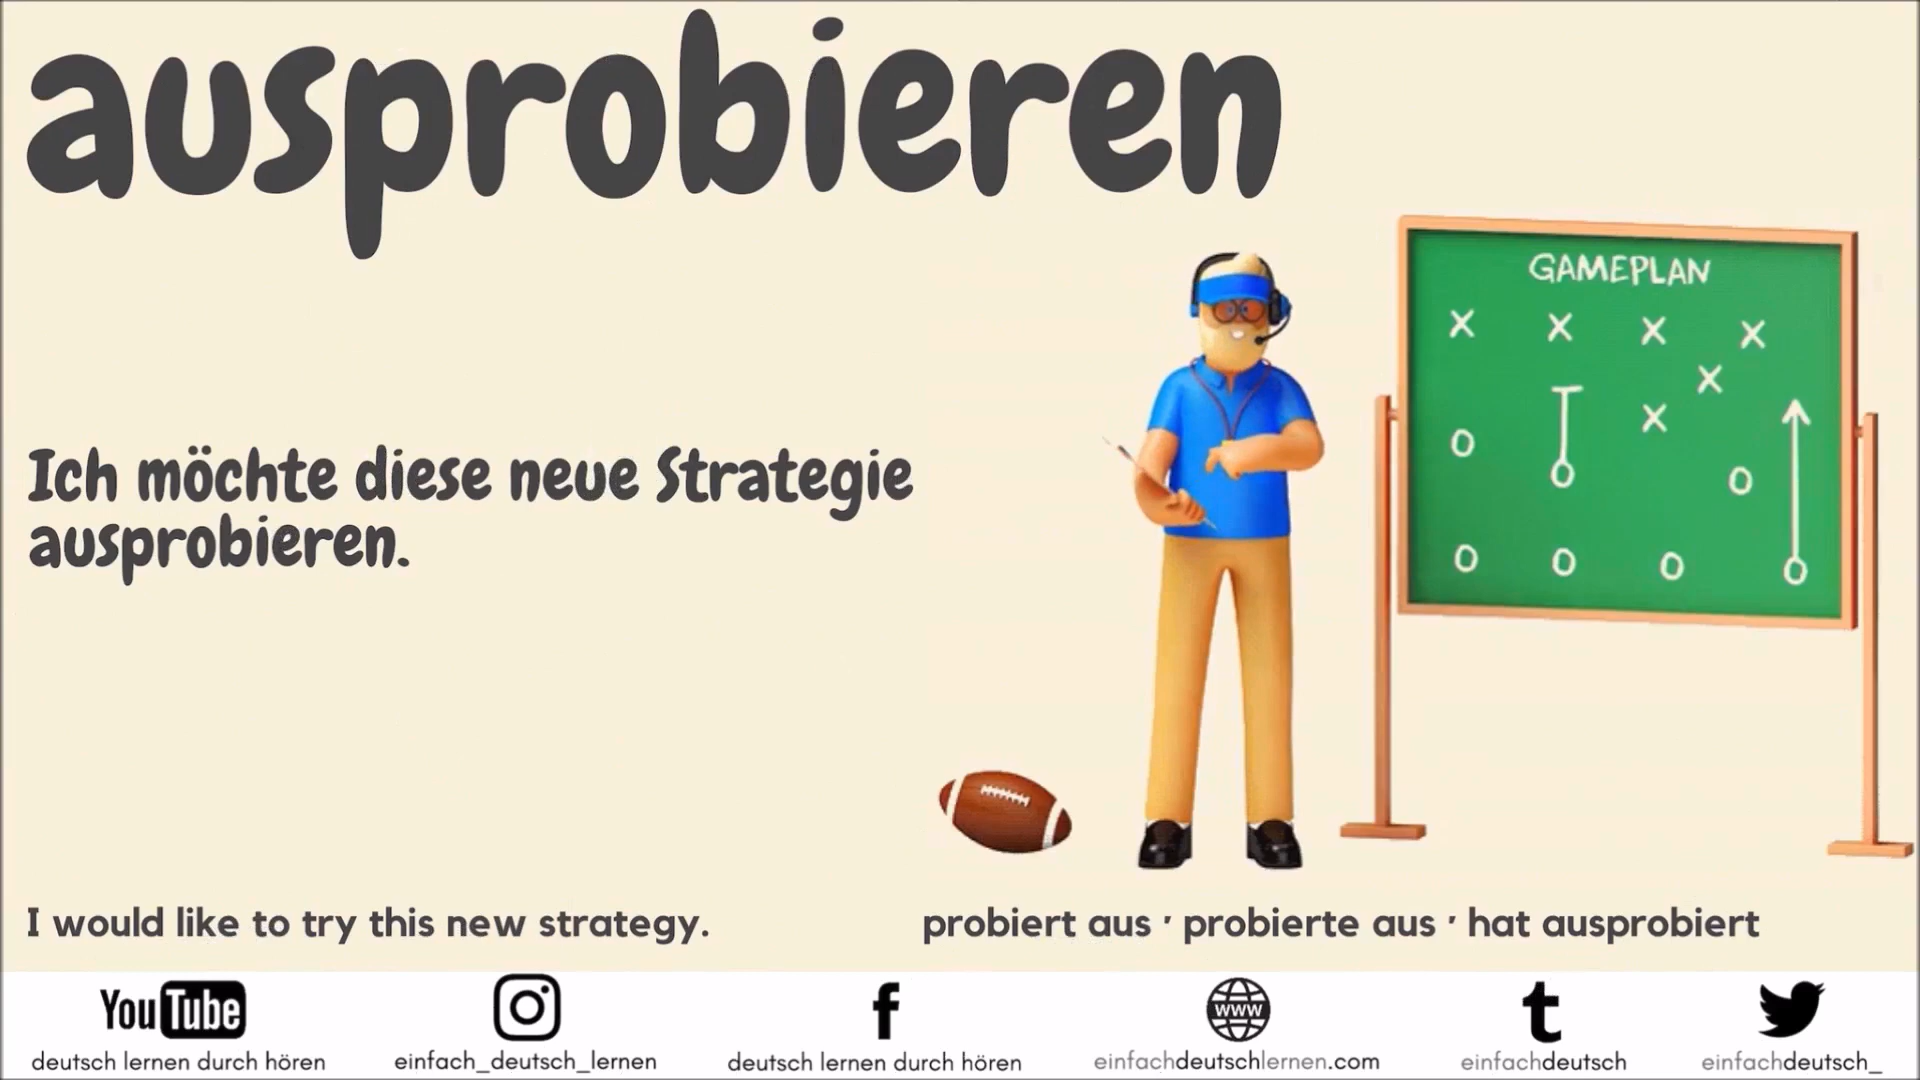 ausprobieren
GAMEPLAN
X X X X
X
X
O O O
O O O O
Ich möchte diese neue Strategie
ausprobieren.
I would like to try this new strategy.
probiert aus · probierte aus · hat ausprobiert
YouTube
deutsch lernen durch hören
einfach_deutsch_lernen
f
deutsch lernen durch hören
www
einfachdeutschlernen.com
t
einfachdeutsch
einfachdeutsch_